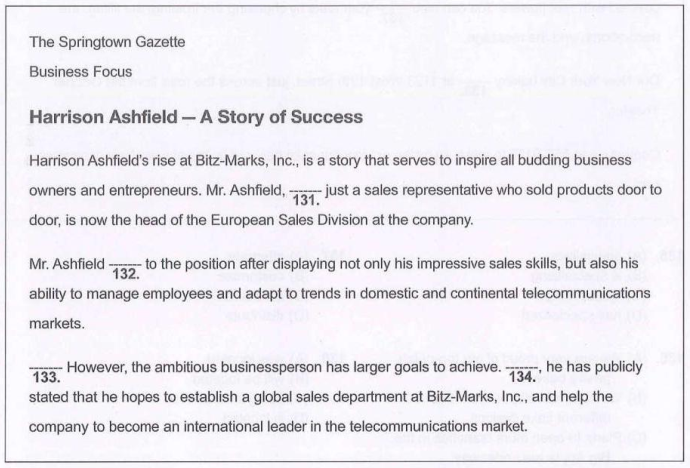 The Springtown Gazette
Business Focus
Harrison Ashfield — A Story of Success
Harrison Ashfield's rise at Bitz-Marks, Inc., is a story that serves to inspire all budding business
owners and entrepreneurs. Mr. Ashfield, ------- just a sales representative who sold products door to
131.
door, is now the head of the European Sales Division at the company.
Mr. Ashfield ------- to the position after displaying not only his impressive sales skills, but also his
132.
ability to manage employees and adapt to trends in domestic and continental telecommunications
markets.
------- However, the ambitious businessperson has larger goals to achieve. -------, he has publicly
133. 134.
stated that he hopes to establish a global sales department at Bitz-Marks, Inc., and help the
company to become an international leader in the telecommunications market.